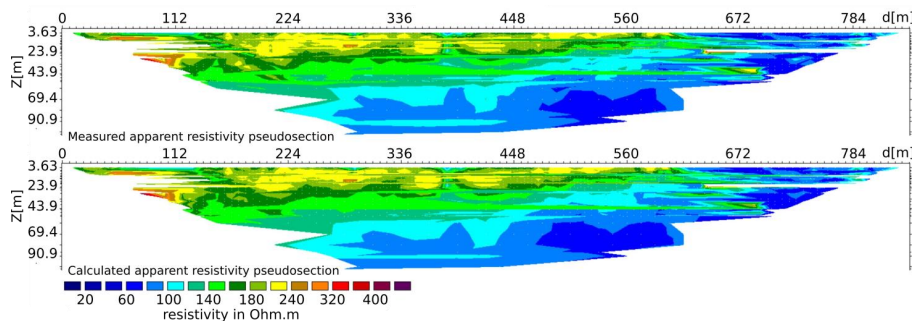 0 112 224 336 448 560 672 784 d[m]
3.63
23.9
43.9
69.4
90.9
Z[m]
Measured apparent resistivity pseudosection
0 112 224 336 448 560 672 784 d[m]
3.63
23.9
43.9
69.4
90.9
Z[m]
Calculated apparent resistivity pseudosection
20 60 100 140 180 240 320 400
resistivity in Ohm.m